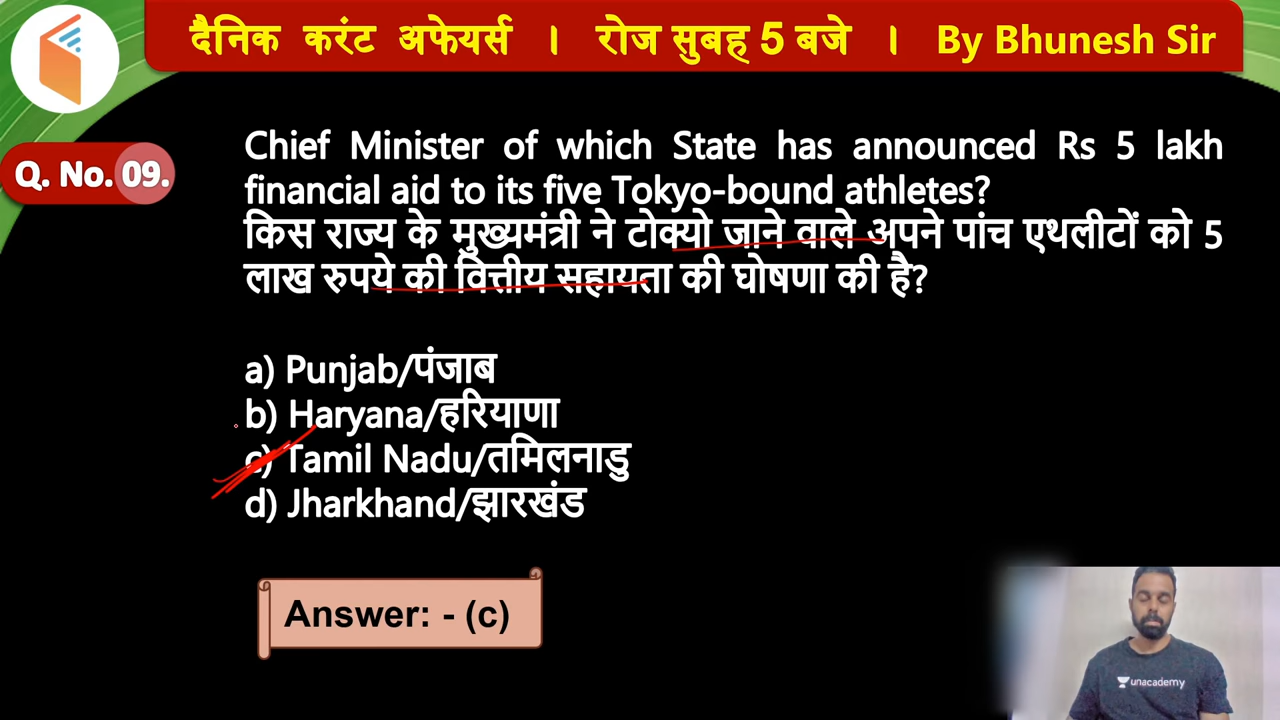 दैनिक करंट अफेयर्स । रोज सुबह 5 बजे । By Bhunesh Sir
Q. No. 09.
Chief Minister of which State has announced Rs 5 lakh
financial aid to its five Tokyo-bound athletes?
किस राज्य के मुख्यमंत्री ने टोक्यो जाने वाले अपने पांच एथलीटों को 5
लाख रुपये की वित्तीय सहायता की घोषणा की है?
a) Punjab/पंजाब
b) Haryana/हरियाणा
c) Tamil Nadu/तमिलनाडु
d) Jharkhand/झारखंड
Answer: - (c)
unacademy